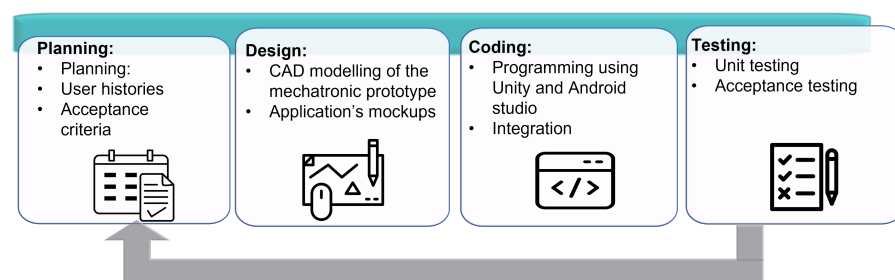 Planning:
• Planning:
• User histories
• Acceptance
criteria
Design:
• CAD modelling of the
mechatronic prototype
• Application's mockups
Coding:
• Programming using
Unity and Android
studio
• Integration
</>
Testing:
• Unit testing
• Acceptance testing